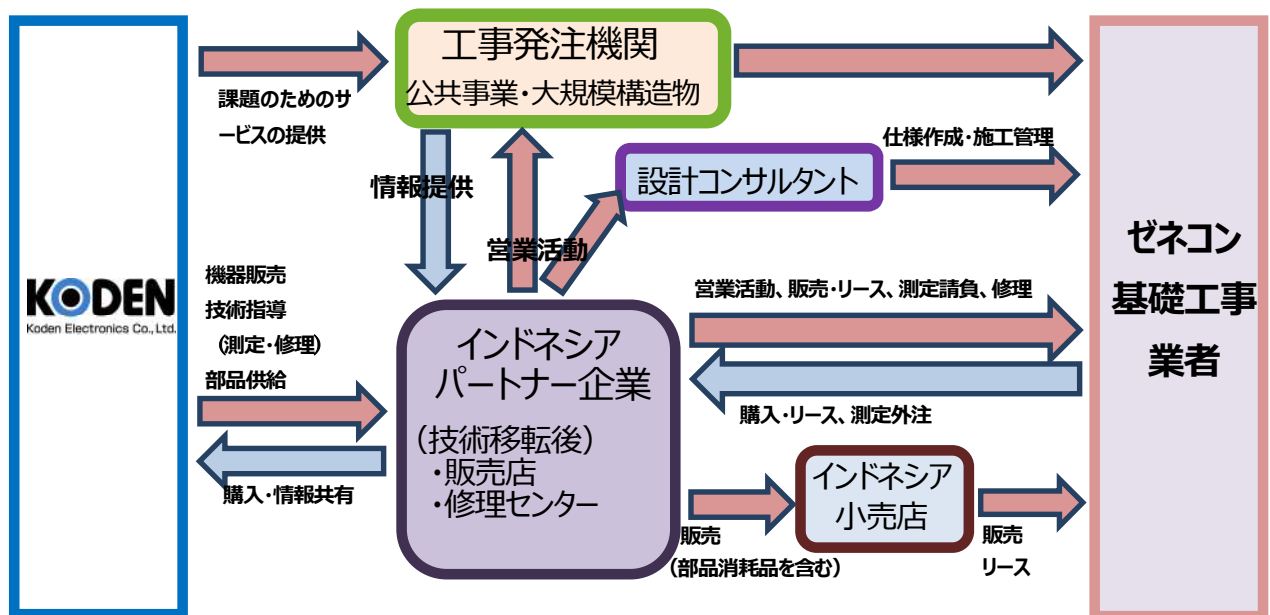 工事発注機関
公共事業・大規模構造物
課題のためのサ
ービスの提供
情報提供
営業活動
設計コンサルタント
仕様作成・施工管理
KODEN
Koden Electronics Co., Ltd.
機器販売
技術指導
（測定・修理）
部品供給
購入・情報共有
インドネシア
パートナー企業
（技術移転後）
・販売店
・修理センター
営業活動、販売・リース、測定請負、修理
購入・リース、測定外注
販売
（部品消耗品を含む）
インドネシア
小売店
販売
リース
ゼネコン
基礎工事
業者